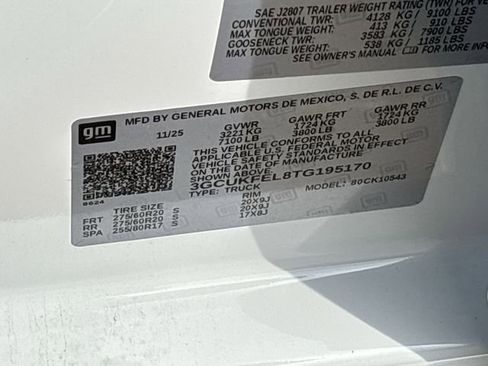 SAE J2807 TRAILER WEIGHT RATING (TWR) FOR
CONVENTIONAL TWR: 4128 KG / 9100 LBS
MAX TONGUE WEIGHT: 413 KG / 910 LBS
GOOSENECK TWR: 3583 KG / 7900 LBS
MAX TONGUE WEIGHT: 538 KG / 1185 LBS
SEE OWNER'S MANUAL FOR MORE INFO
gm
MFD BY GENERAL MOTORS DE MEXICO, S. DE R.L. DE C.V.
11/25 GVWR GAWR FRT GAWR RR
3221 KG 1724 KG 1724 KG
7100 LB 3800 LB 3800 LB
THIS VEHICLE CONFORMS TO ALL
APPLICABLE U.S. FEDERAL MOTOR
VEHICLE SAFETY STANDARDS IN EFFECT
ON THE DATE OF MANUFACTURE SHOWN ABOVE.
3GCUKFEL8TG195170
TYPE: TRUCK MODEL: 80CK10543
8624
TIRE SIZE RIM
FRT 275/60R20 S 20X9J
RR 275/60R20 S 20X9J
SPA 255/80R17 S 17X8J